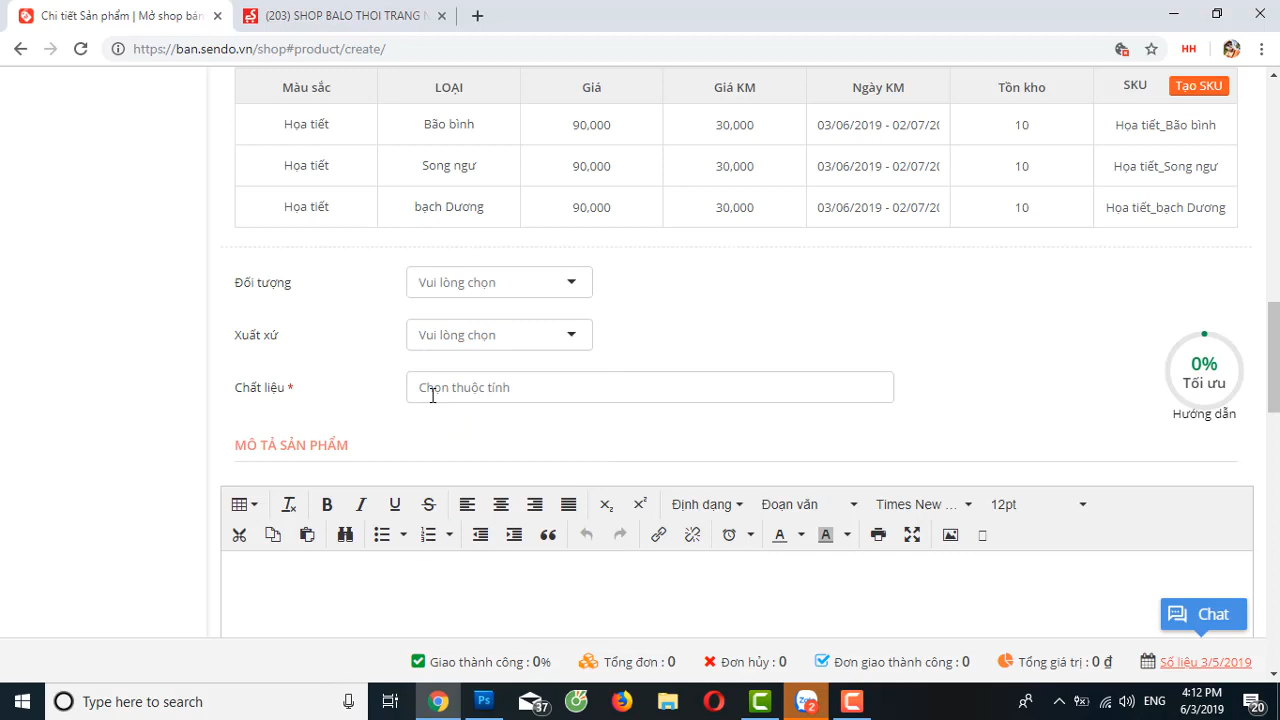 Chi tiết Sản phẩm | Mở shop bán
(203) SHOP BALO THOI TRANG N
https://ban.sendo.vn/shop#product/create/
HH
Màu sắc LOẠI Giá Giá KM Ngày KM Tồn kho SKU Tạo SKU
Họa tiết Bão bình 90,000 30,000 03/06/2019 - 02/07/20 10 Họa tiết_Bão bình
Họa tiết Song ngư 90,000 30,000 03/06/2019 - 02/07/20 10 Họa tiết_Song ngư
Họa tiết bạch Dương 90,000 30,000 03/06/2019 - 02/07/20 10 Họa tiết_bạch Dương
Đối tượng Vui lòng chọn
Xuất xứ Vui lòng chọn
0%
Tối ưu
Hướng dẫn
Chất liệu * Chọn thuộc tính
MÔ TẢ SẢN PHẨM
Định dạng Đoạn văn Times New ... 12pt
Chat
Giao thành công : 0% Tổng đơn : 0 Đơn hủy : 0 Đơn giao thành công : 0 Tổng giá trị : 0 đ Số liệu 3/5/2019
Type here to search
37
2
ENG
4:12 PM
6/3/2019
20